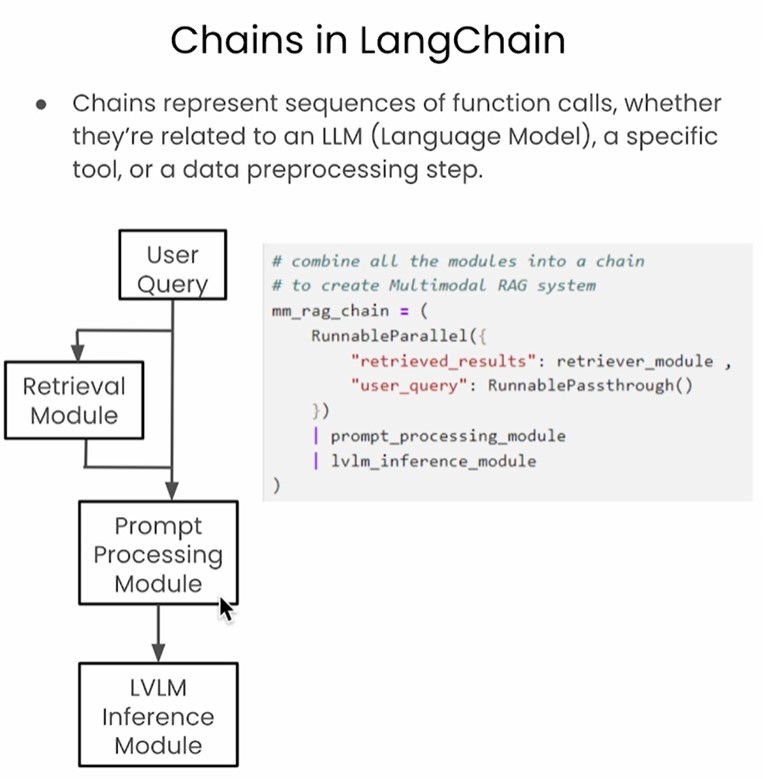 Chains in LangChain
● Chains represent sequences of function calls, whether
they’re related to an LLM (Language Model), a specific
tool, or a data preprocessing step.
User
Query
Retrieval
Module
Prompt
Processing
Module
LVLM
Inference
Module
# combine all the modules into a chain
# to create Multimodal RAG system
mm_rag_chain = (
    RunnableParallel({
        "retrieved_results": retriever_module ,
        "user_query": RunnablePassthrough()
    })
    | prompt_processing_module
    | lvlm_inference_module
)